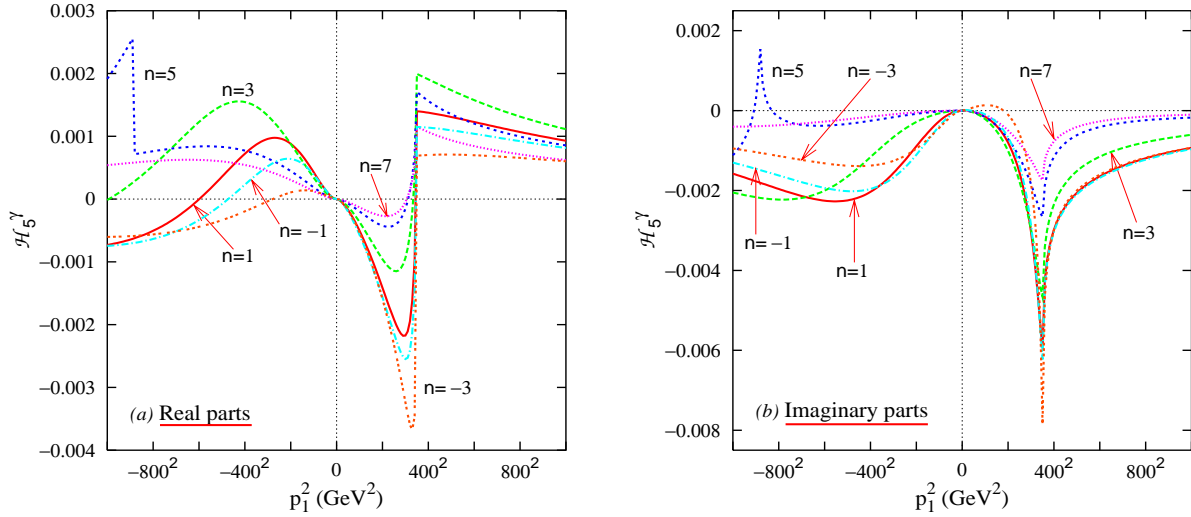 0.003
0.002
0.001
0
−0.001
−0.002
−0.003
−0.004
ℋ₅^γ
n=5
n=3
n=7
n= −1
n=1
n= −3
(a) Real parts
−800² −400² 0 400² 800²
p₁² (GeV²)
0.002
0
−0.002
−0.004
−0.006
−0.008
ℋ₅^γ
n=5
n= −3
n=7
n= −1
n=1
n=3
(b) Imaginary parts
−800² −400² 0 400² 800²
p₁² (GeV²)